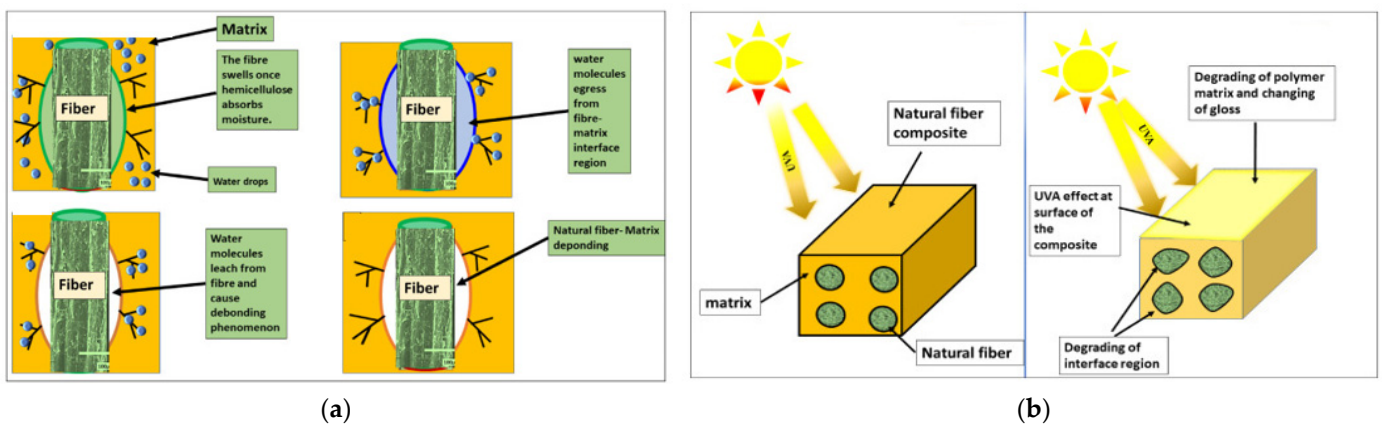 Matrix
The fibre
swells once
hemicellulose
absorbs
moisture.
Fiber
Water drops
Fiber
water
molecules
egress
from
fibre-
matrix
interface
region
Fiber
Water
molecules
leach from
fibre and
cause
debonding
phenomenon
Fiber
Natural fiber- Matrix
deponding
(a)
UVA
Natural fiber
composite
matrix
Natural fiber
UVA
Degrading of polymer
matrix and changing
of gloss
UVA effect at
surface of
the
composite
Degrading of
interface region
(b)